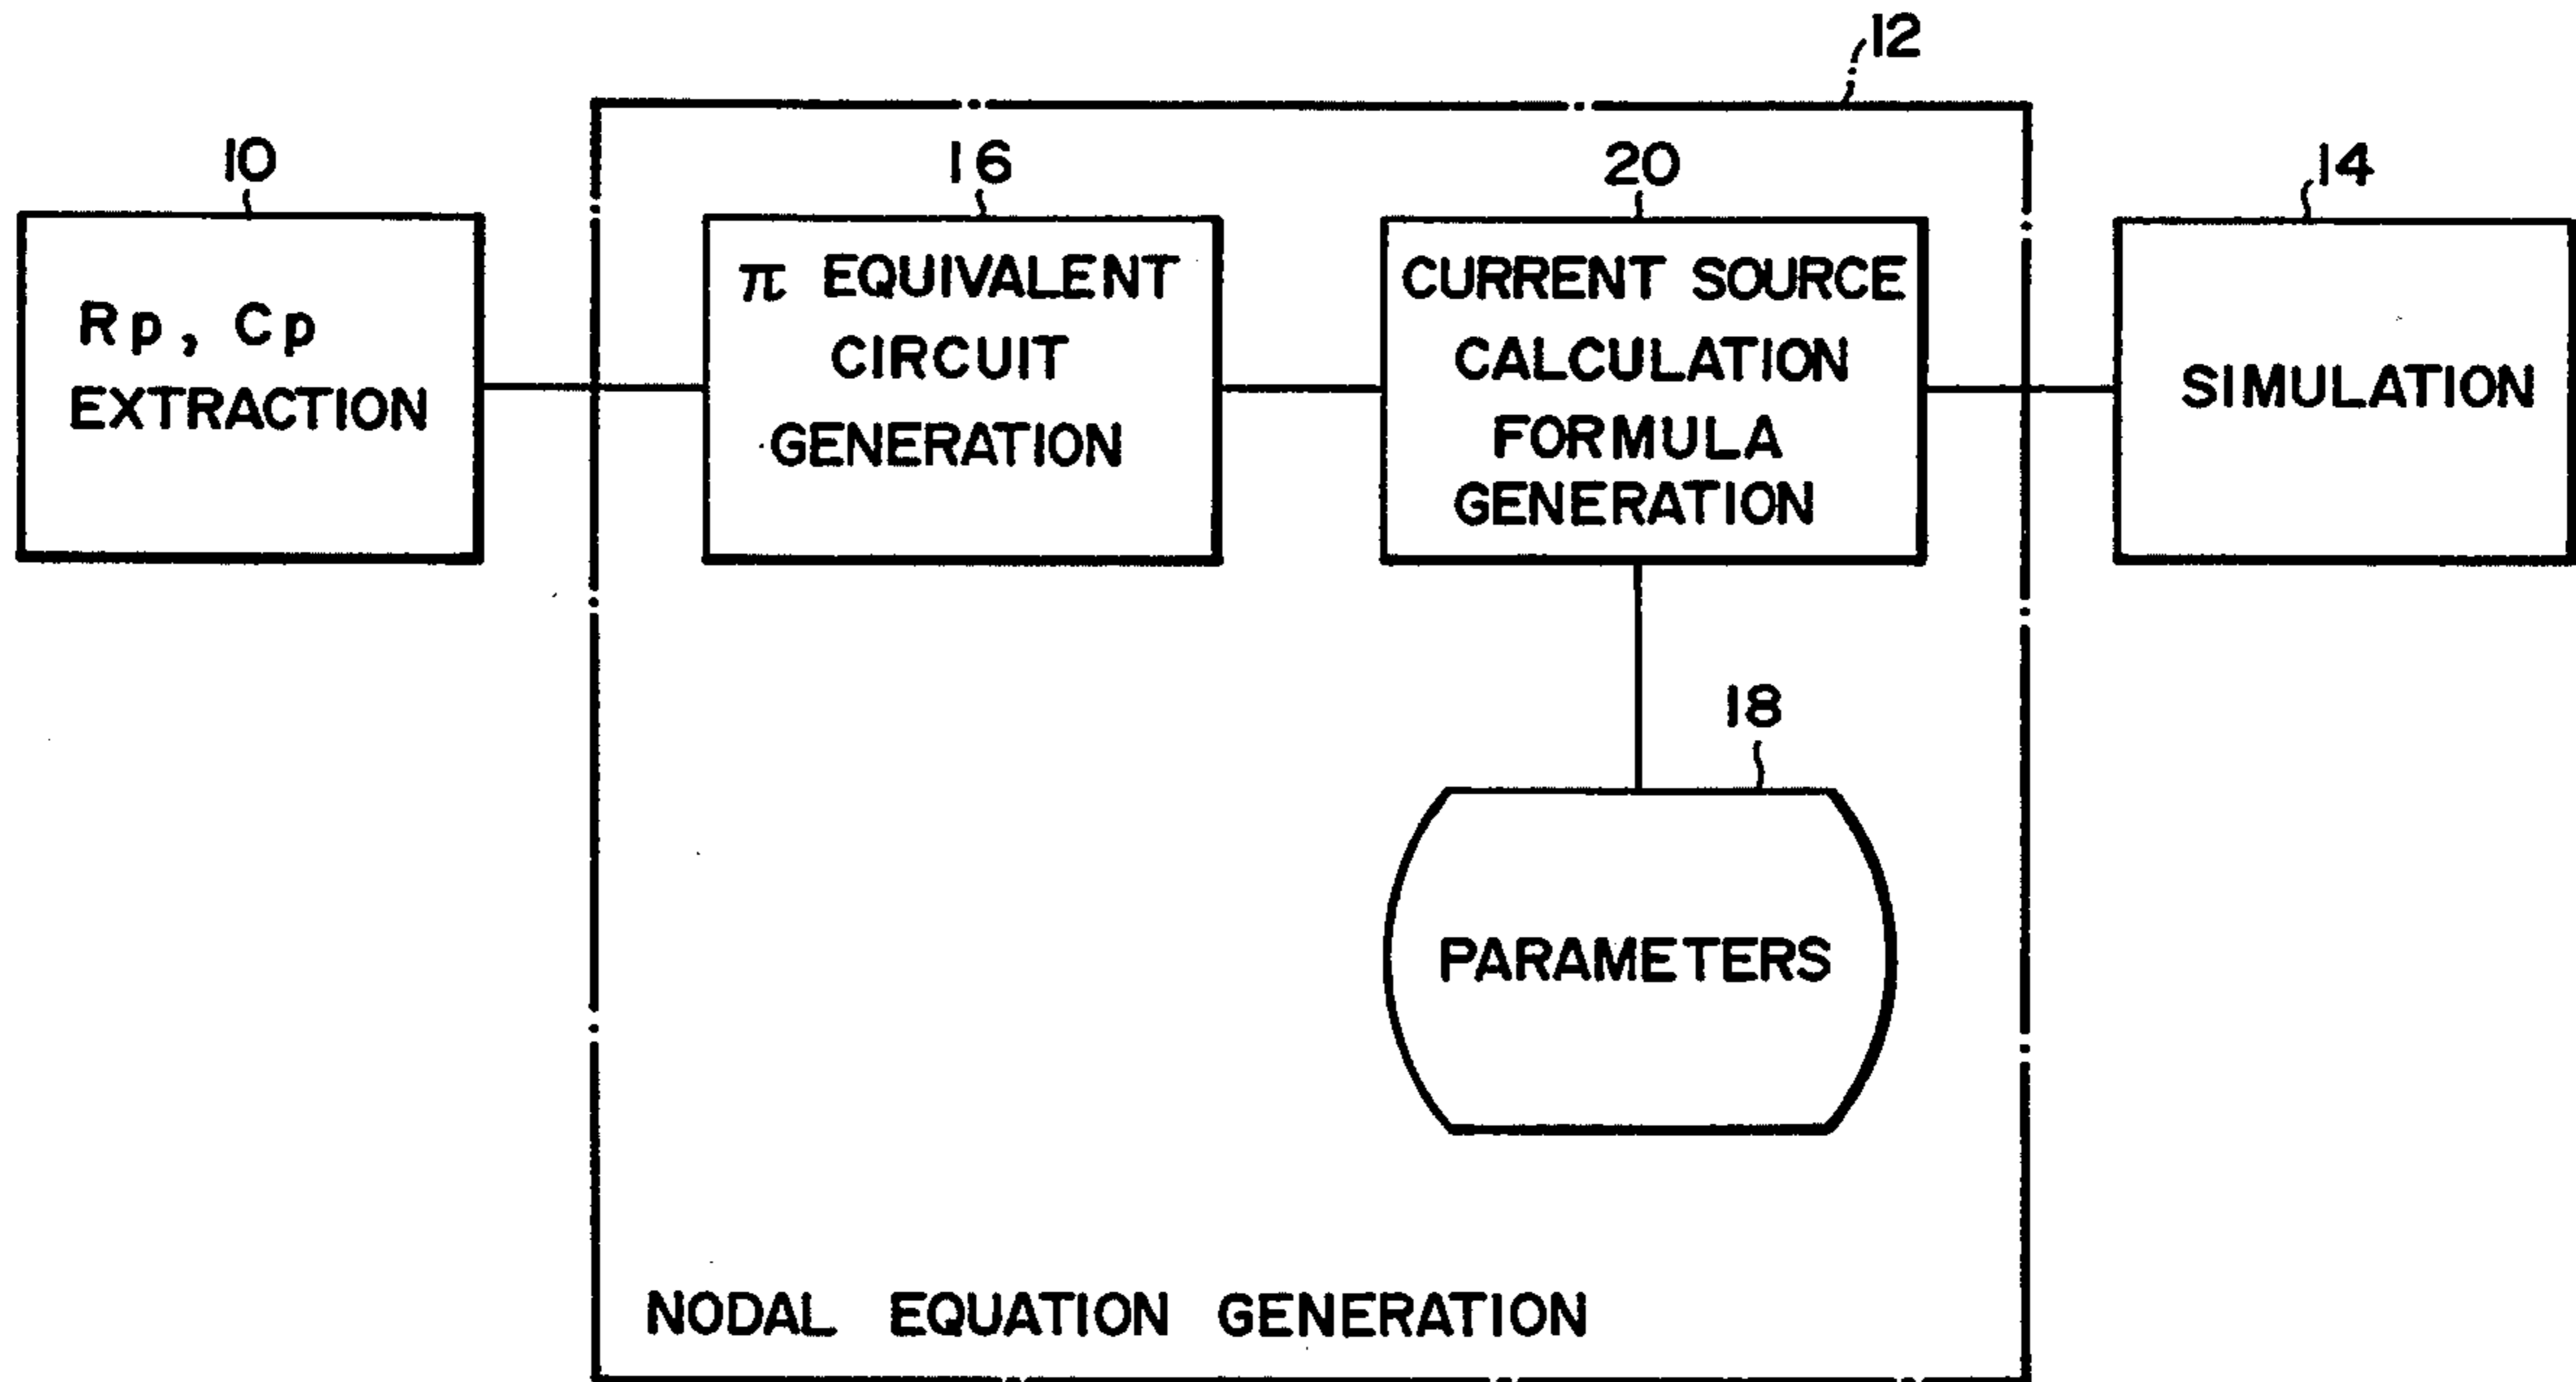 12
10
Rp, Cp
EXTRACTION
16
π EQUIVALENT
CIRCUIT
GENERATION
20
CURRENT SOURCE
CALCULATION
FORMULA
GENERATION
14
SIMULATION
18
PARAMETERS
NODAL EQUATION GENERATION